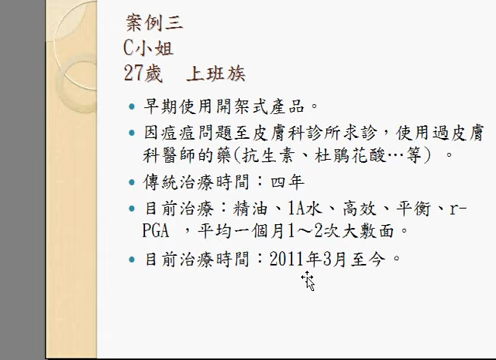 案例三
C小姐
27歲 上班族
早期使用開架式產品。
因痘痘問題至皮膚科診所求診，使用過皮膚
科醫師的藥(抗生素、杜鵑花酸…等) 。
傳統治療時間：四年
目前治療：精油、1A水、高效、平衡、r-
PGA ，平均一個月1～2次大敷面。
目前治療時間：2011年3月至今。